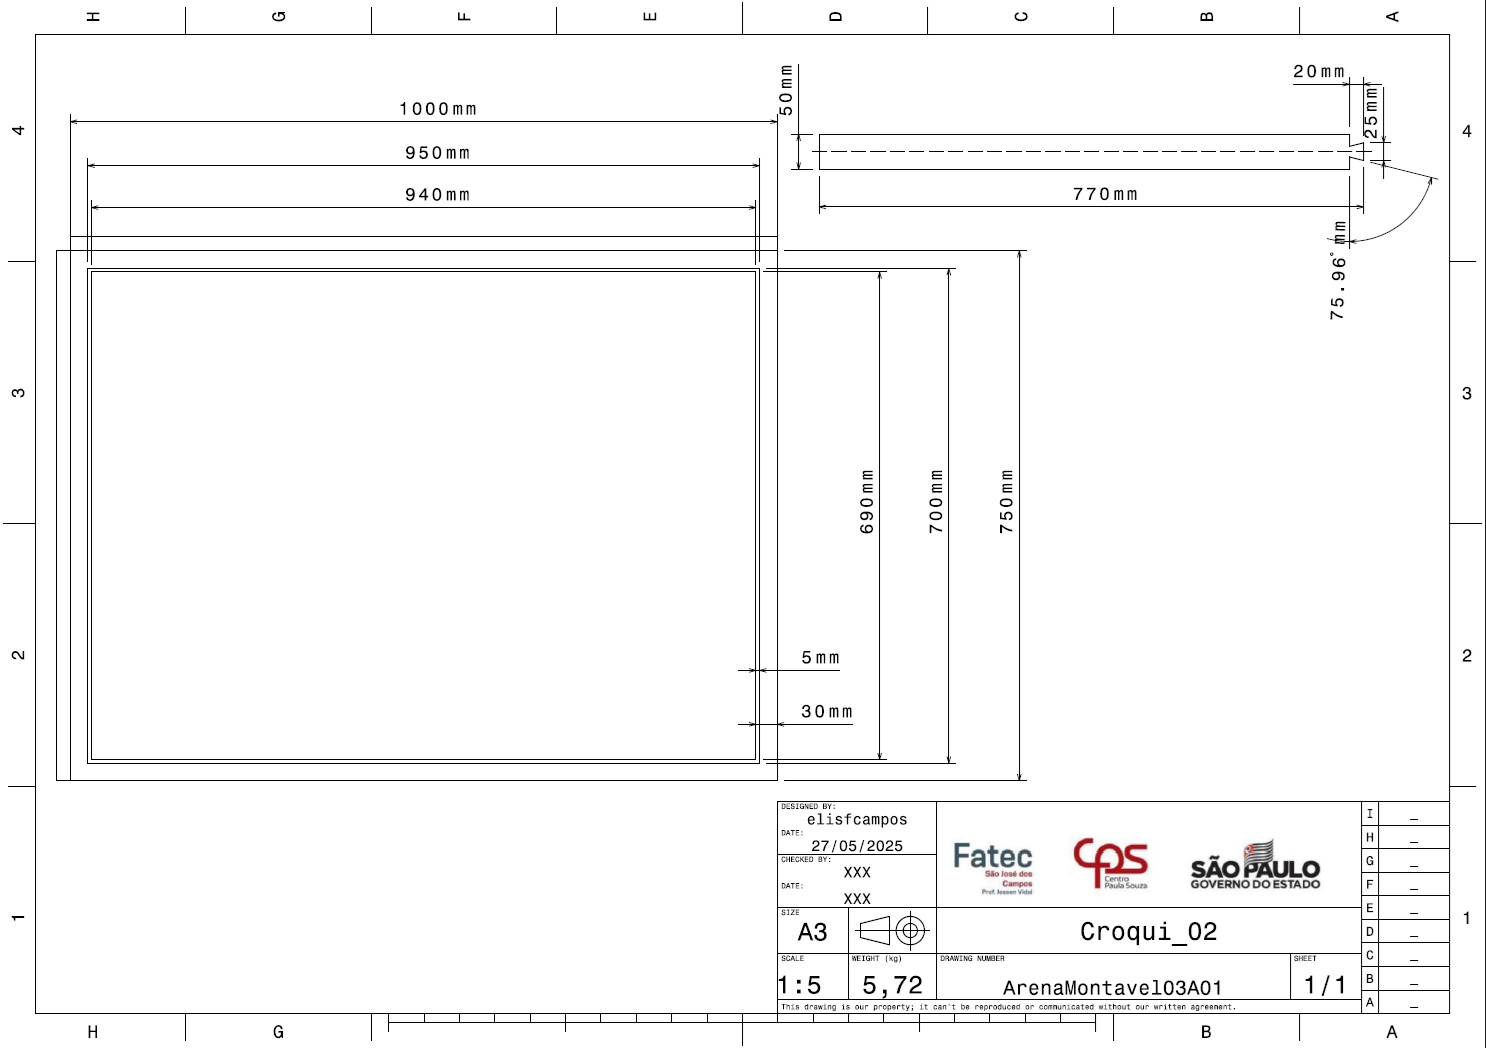 H G F E D C B A
4
3
2
1
4
3
2
1
1000mm
950mm
940mm
50mm
20mm
25mm
770mm
75.96° mm
690mm
700mm
750mm
5mm
30mm
DESIGNED BY:
elisfcampos
DATE:
27/05/2025
CHECKED BY:
XXX
DATE:
XXX
SIZE
A3
SCALE
1:5
WEIGHT (kg)
5,72
Fatec
São José dos
Campos
Prof. Jessen Vidal
CPS
Centro
Paula Souza
SÃO PAULO
GOVERNO DO ESTADO
Croqui_02
DRAWING NUMBER
ArenaMontavel03A01
SHEET
1/1
This drawing is our property; it can't be reproduced or communicated without our written agreement.
I _
H _
G _
F _
E _
D _
C _
B _
A _
H G B A